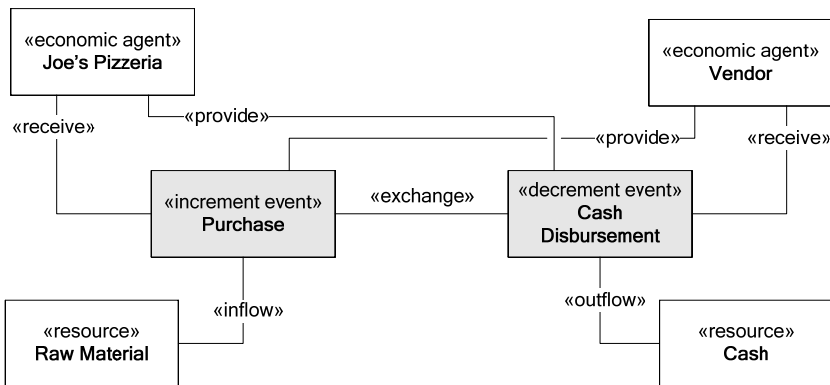 «economic agent»
Joe's Pizzeria
«economic agent»
Vendor
«receive»
«provide»
«provide»
«receive»
«increment event»
Purchase
«exchange»
«decrement event»
Cash
Disbursement
«inflow»
«outflow»
«resource»
Raw Material
«resource»
Cash